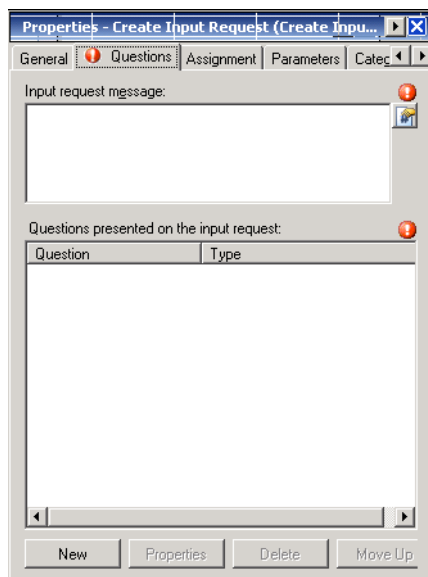 Properties - Create Input Request (Create Inpu...
General Questions Assignment Parameters Categ
Input request message:
Questions presented on the input request:
Question Type
New Properties Delete Move Up